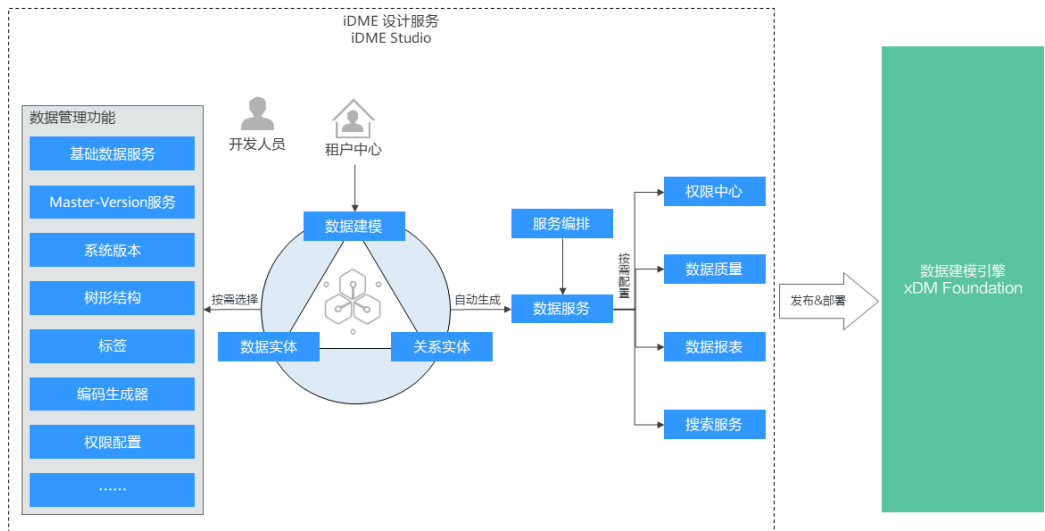 iDME 设计服务
iDME Studio
数据管理功能
基础数据服务
Master-Version服务
系统版本
树形结构
标签
编码生成器
权限配置
……
开发人员
租户中心
数据建模
按需选择
数据实体
关系实体
自动生成
服务编排
数据服务
按需配置
权限中心
数据质量
数据报表
搜索服务
发布&部署
数据建模引擎
xDM Foundation